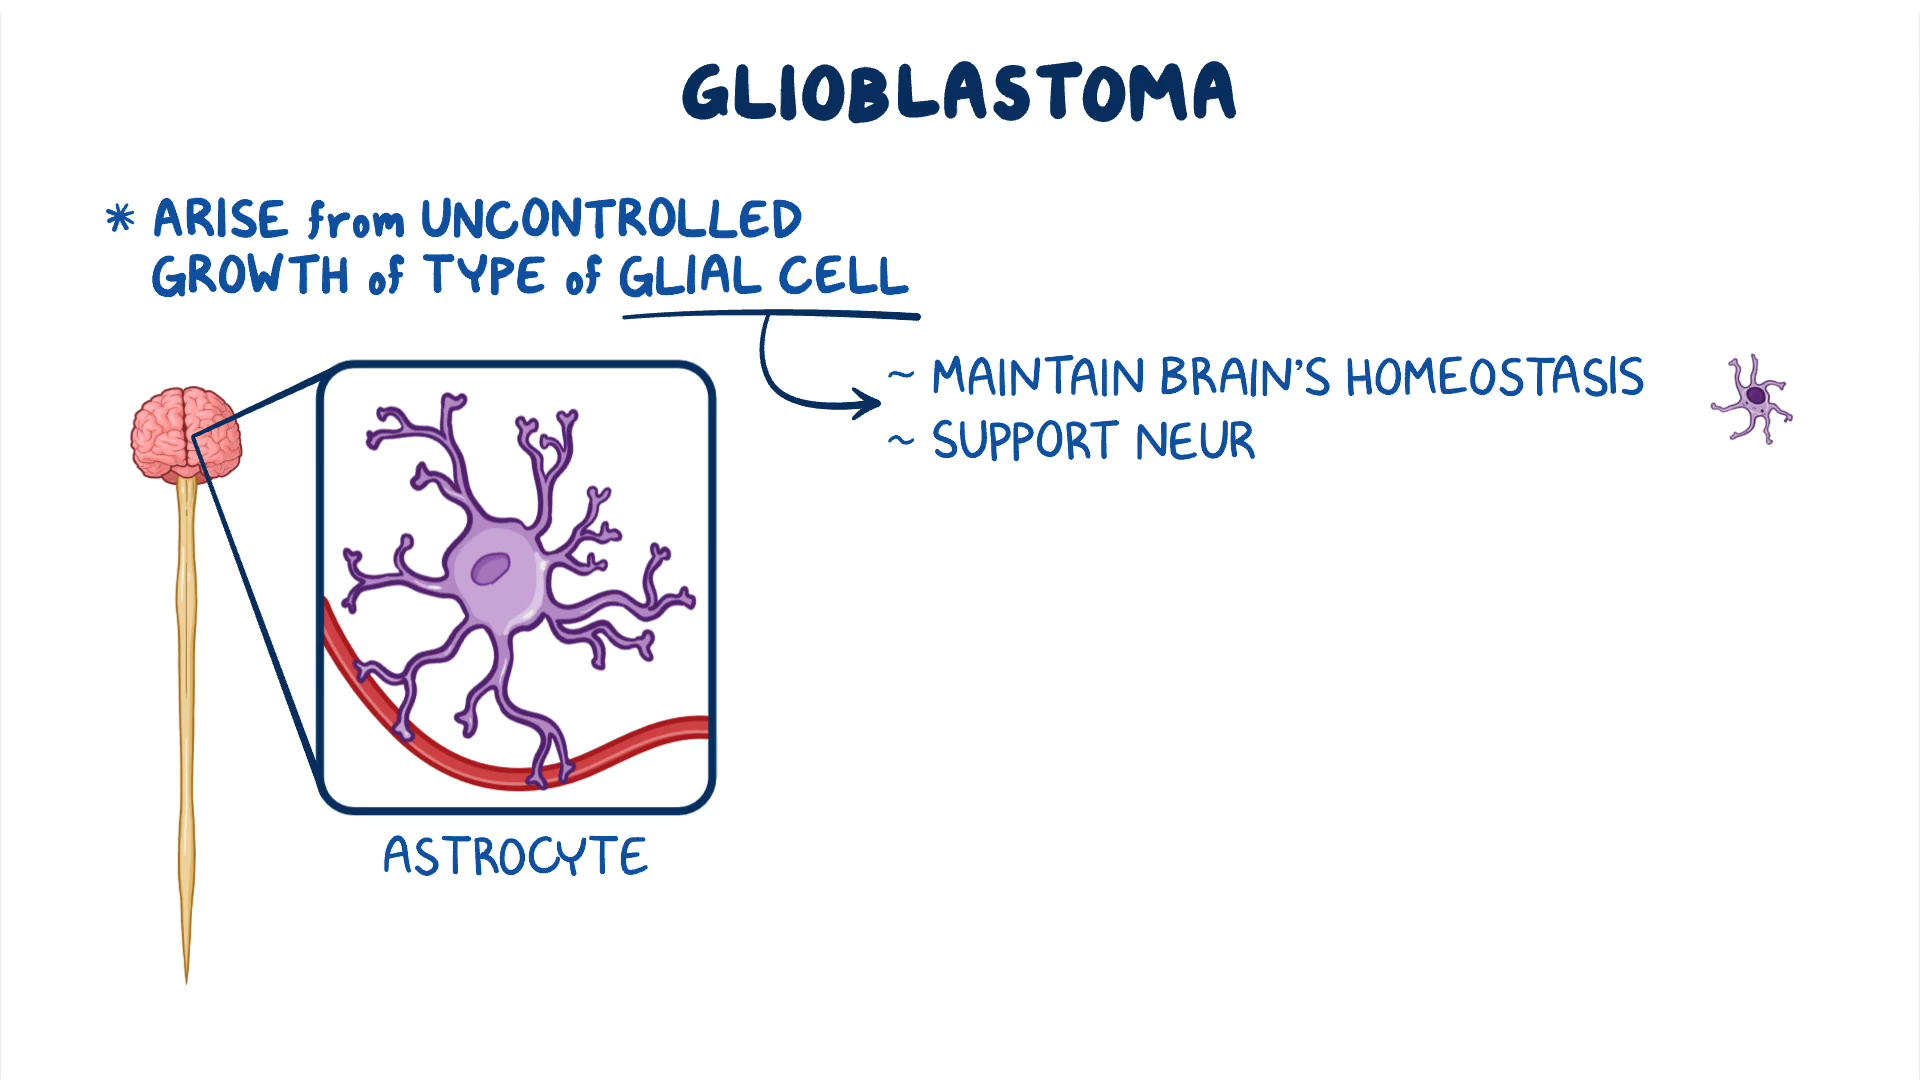 GLIOBLASTOMA
* ARISE from UNCONTROLLED
GROWTH of TYPE of GLIAL CELL
~ MAINTAIN BRAIN'S HOMEOSTASIS
~ SUPPORT NEUR
ASTROCYTE